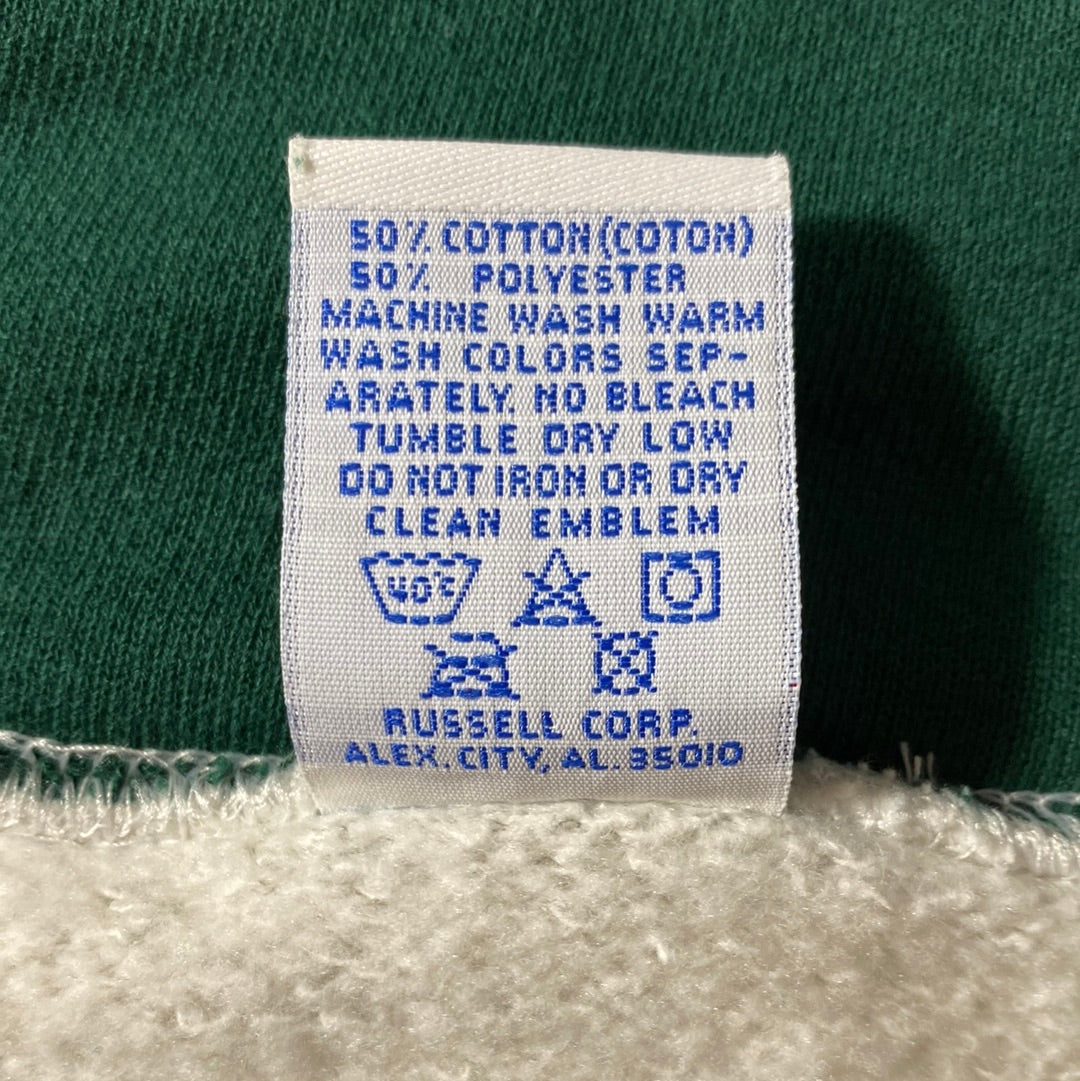 50% COTTON(COTON)
50% POLYESTER
MACHINE WASH WARM
WASH COLORS SEP-
ARATELY. NO BLEACH
TUMBLE DRY LOW
DO NOT IRON OR DRY
CLEAN EMBLEM
40°C
RUSSELL CORP.
ALEX. CITY, AL. 35010